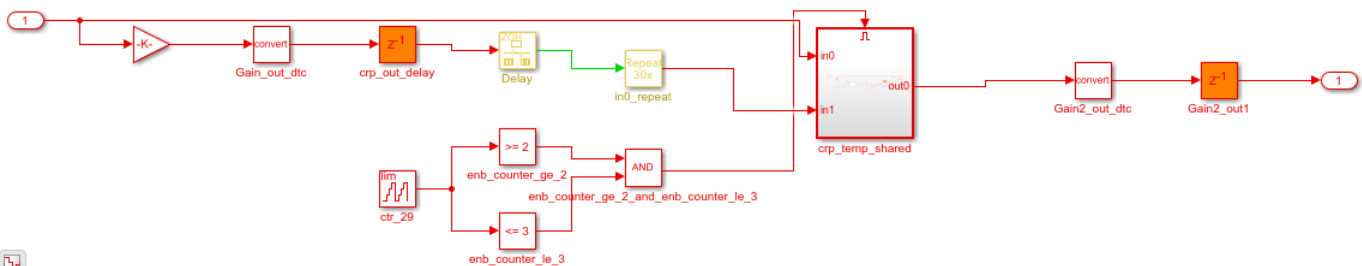 1
-K-
convert
Gain_out_dtc
z-1
crp_out_delay
ZOH
Delay
Repeat
30x
in0_repeat
in0
in1
out0
crp_temp_shared
convert
Gain2_out_dtc
z-1
Gain2_out1
1
>= 2
enb_counter_ge_2
AND
enb_counter_ge_2_and_enb_counter_le_3
lim
ctr_29
<= 3
enb_counter_le_3